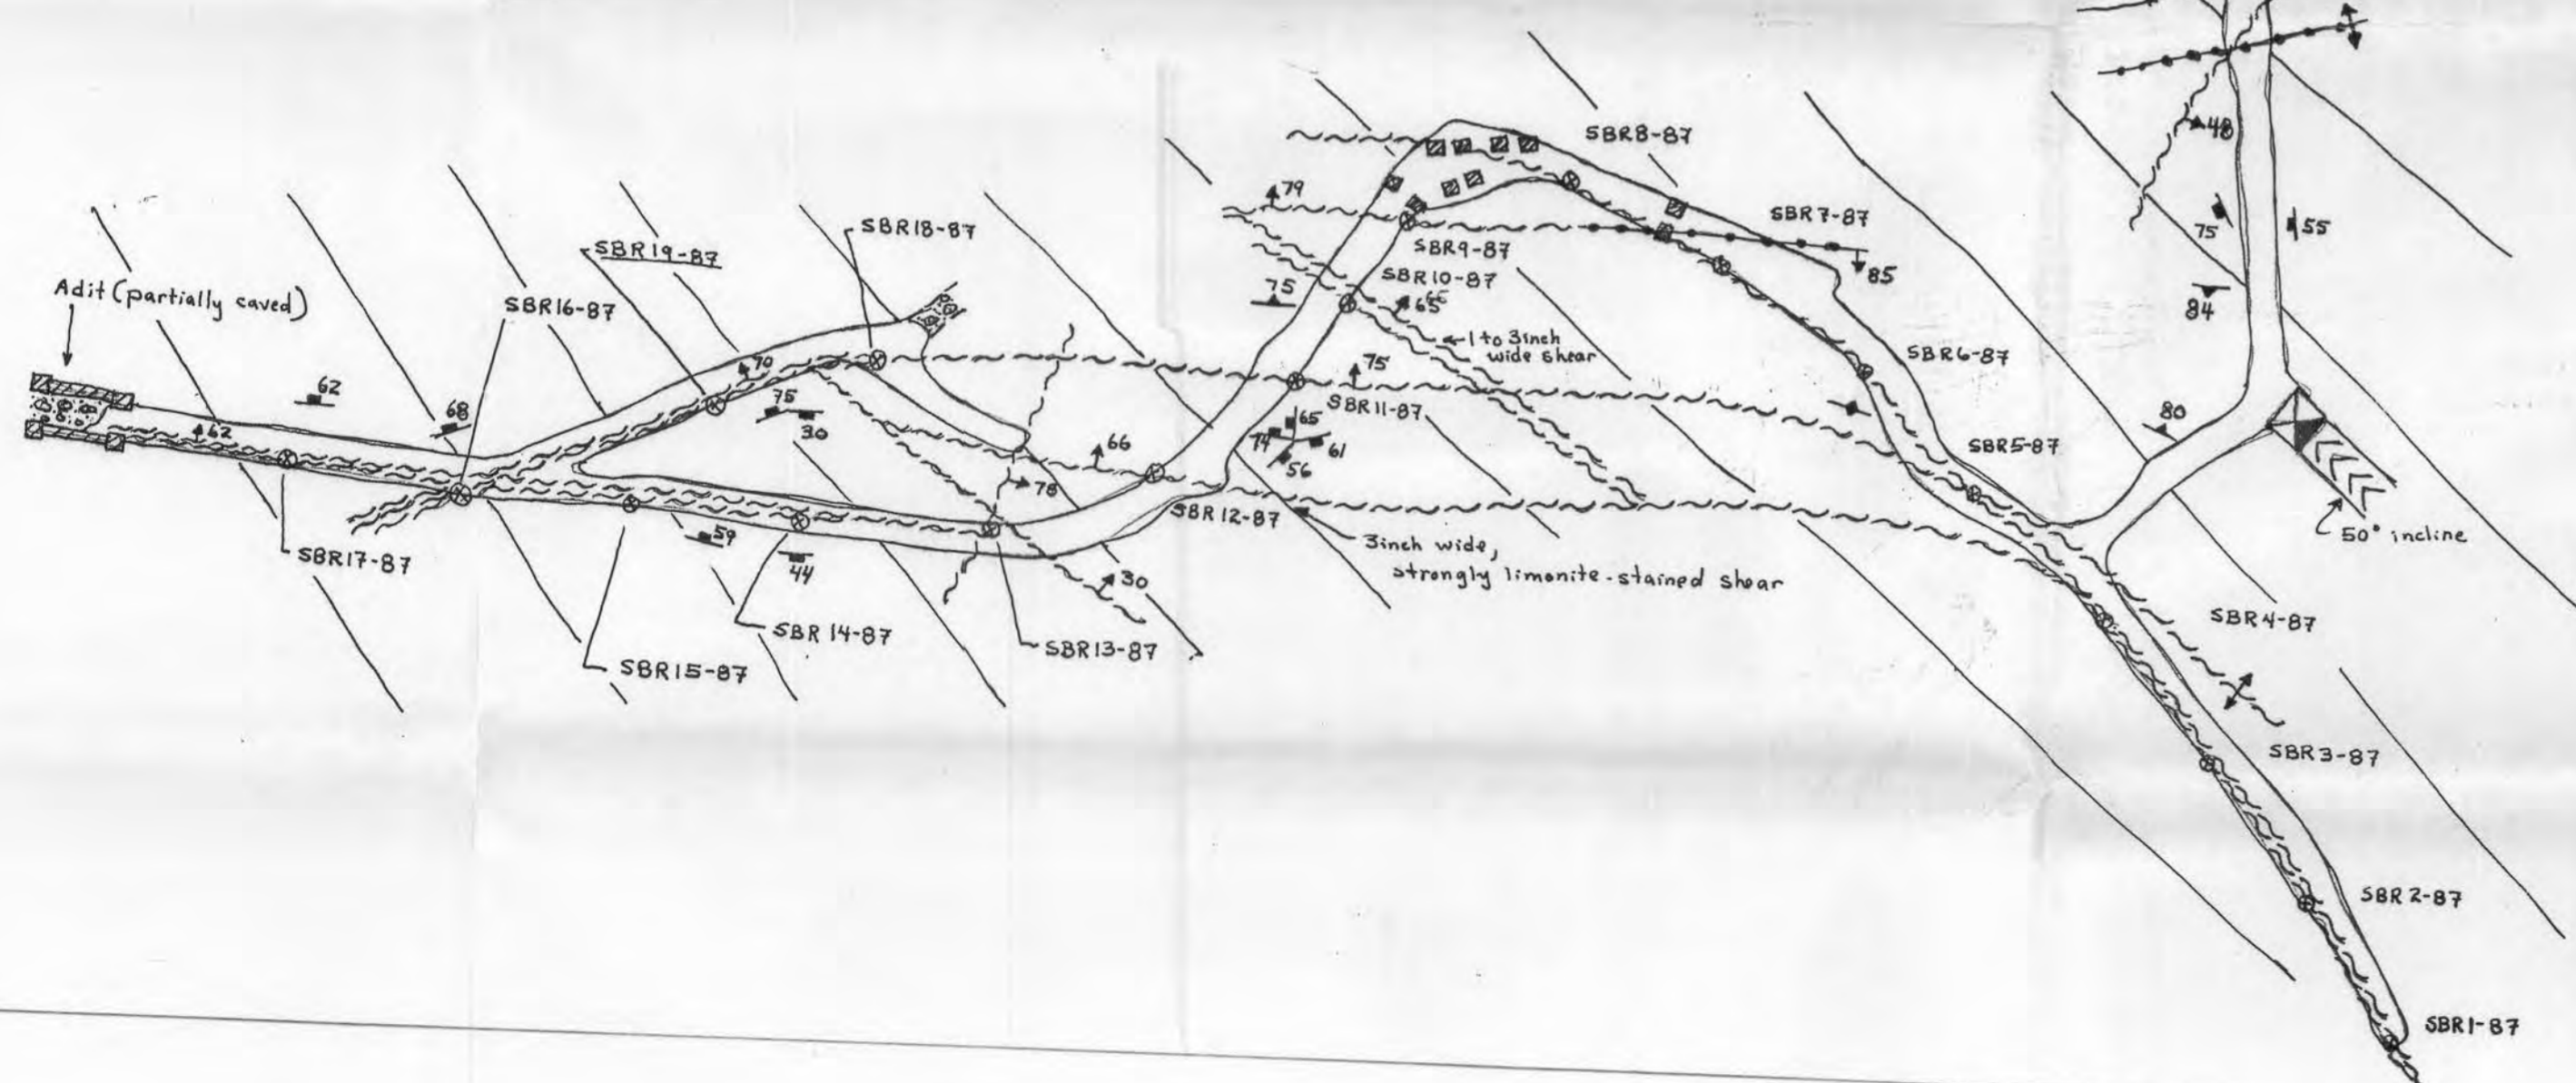 48
SBR8-87
79
SBR7-87
75
55
SBR18-87
SBR19-87
SBR9-87
SBR10-87
85
Adit (partially caved)
SBR16-87
75
65
84
1 to 3inch
wide shear
SBR6-87
70
75
62
68
75
30
SBR11-87
65
74
61
56
80
62
66
SBR5-87
78
SBR12-87
50° incline
59
3inch wide,
strongly limonite-stained shear
SBR17-87
44
30
SBR4-87
SBR14-87
SBR13-87
SBR15-87
SBR3-87
SBR2-87
SBR1-87